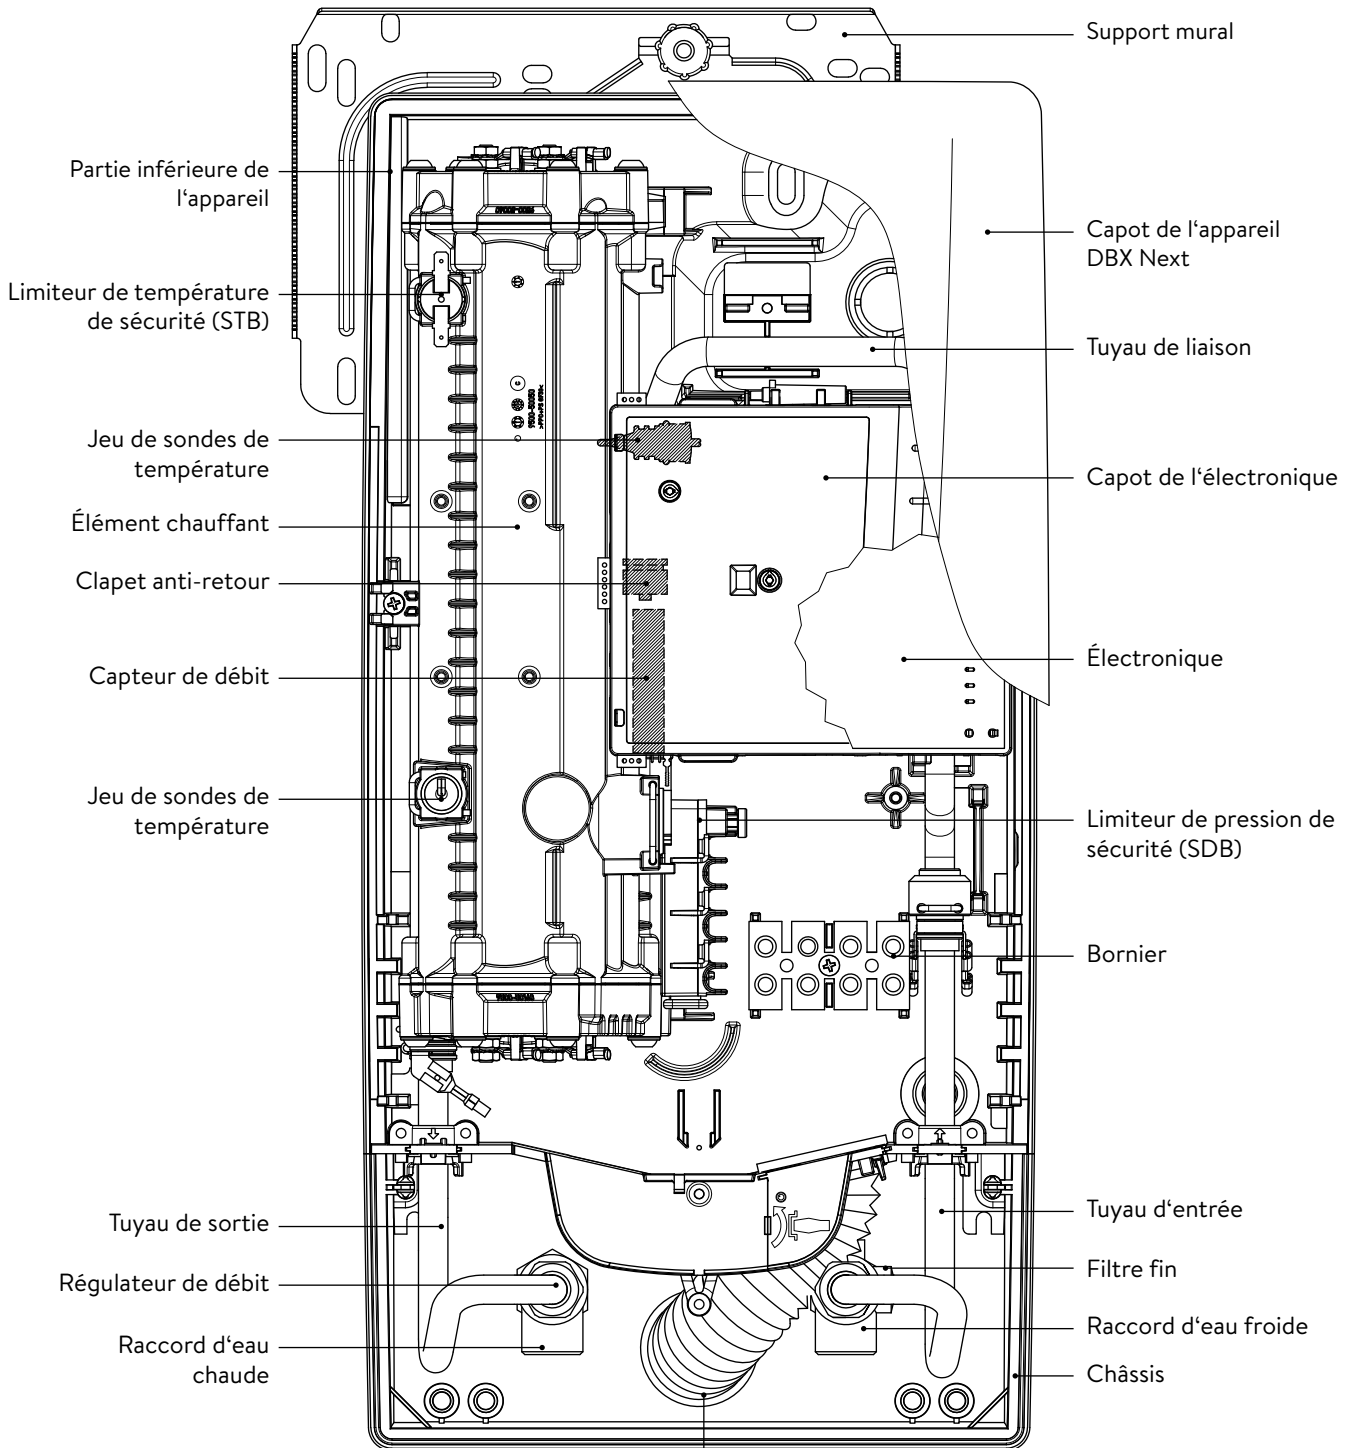 Support mural
Partie inférieure de
l‘appareil
Capot de l‘appareil
DBX Next
Limiteur de température
de sécurité (STB)
Tuyau de liaison
Jeu de sondes de
température
Capot de l‘électronique
Élément chauffant
Clapet anti-retour
Électronique
Capteur de débit
Jeu de sondes de
température
Limiteur de pression de
sécurité (SDB)
Bornier
Tuyau de sortie
Tuyau d‘entrée
Régulateur de débit
Filtre fin
Raccord d‘eau
chaude
Raccord d‘eau froide
Châssis